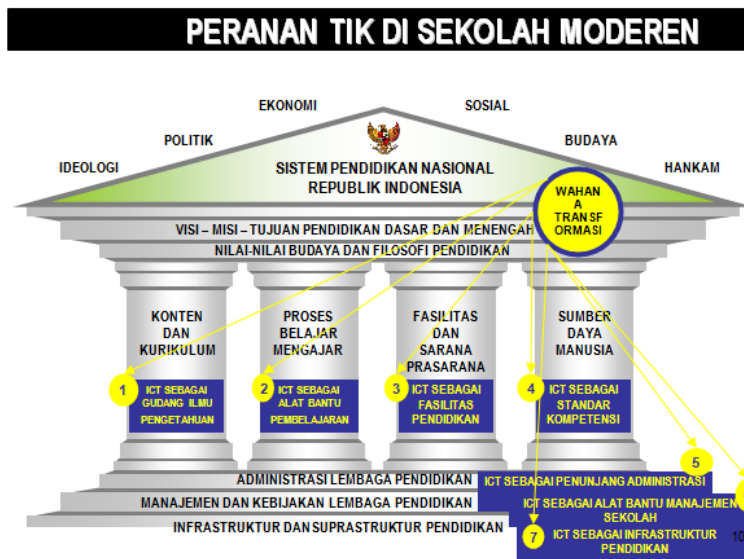 PERANAN TIK DI SEKOLAH MODEREN
EKONOMI
SOSIAL
POLITIK
BUDAYA
IDEOLOGI
HANKAM
SISTEM PENDIDIKAN NASIONAL
REPUBLIK INDONESIA
WAHAN
A
TRANSF
ORMASI
VISI – MISI – TUJUAN PENDIDIKAN DASAR DAN MENENGAH
NILAI-NILAI BUDAYA DAN FILOSOFI PENDIDIKAN
KONTEN
DAN
KURIKULUM
PROSES
BELAJAR
MENGAJAR
FASILITAS
DAN
SARANA
PRASARANA
SUMBER
DAYA
MANUSIA
1
ICT SEBAGAI
GUDANG ILMU
PENGETAHUAN
2
ICT SEBAGAI
ALAT BANTU
PEMBELAJARAN
3
ICT SEBAGAI
FASILITAS
PENDIDIKAN
4
ICT SEBAGAI
STANDAR
KOMPETENSI
5
ADMINISTRASI LEMBAGA PENDIDIKAN
ICT SEBAGAI PENUNJANG ADMINISTRASI
MANAJEMEN DAN KEBIJAKAN LEMBAGA PENDIDIKAN
ICT SEBAGAI ALAT BANTU MANAJEMEN
SEKOLAH
INFRASTRUKTUR DAN SUPRASTRUKTUR PENDIDIKAN
7
ICT SEBAGAI INFRASTRUKTUR
PENDIDIKAN
10